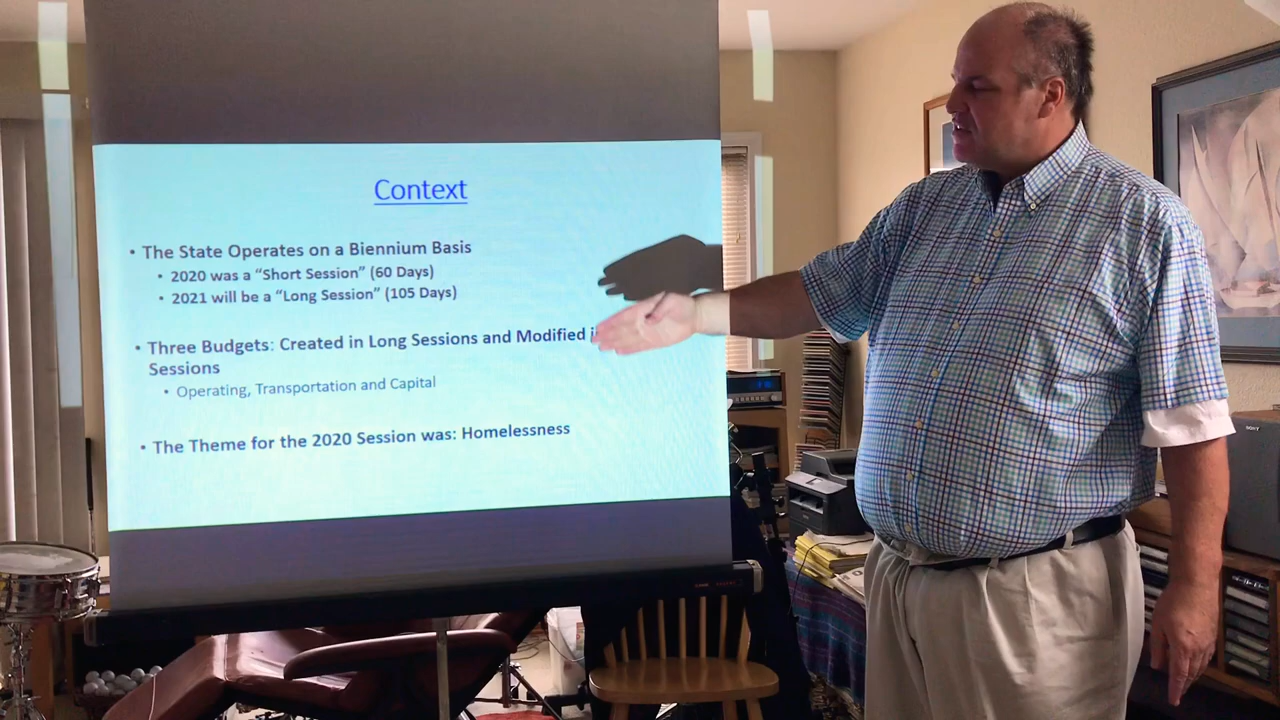 Context
• The State Operates on a Biennium Basis
• 2020 was a “Short Session” (60 Days)
• 2021 will be a “Long Session” (105 Days)
• Three Budgets: Created in Long Sessions and Modified
Sessions
• Operating, Transportation and Capital
• The Theme for the 2020 Session was: Homelessness
SONY